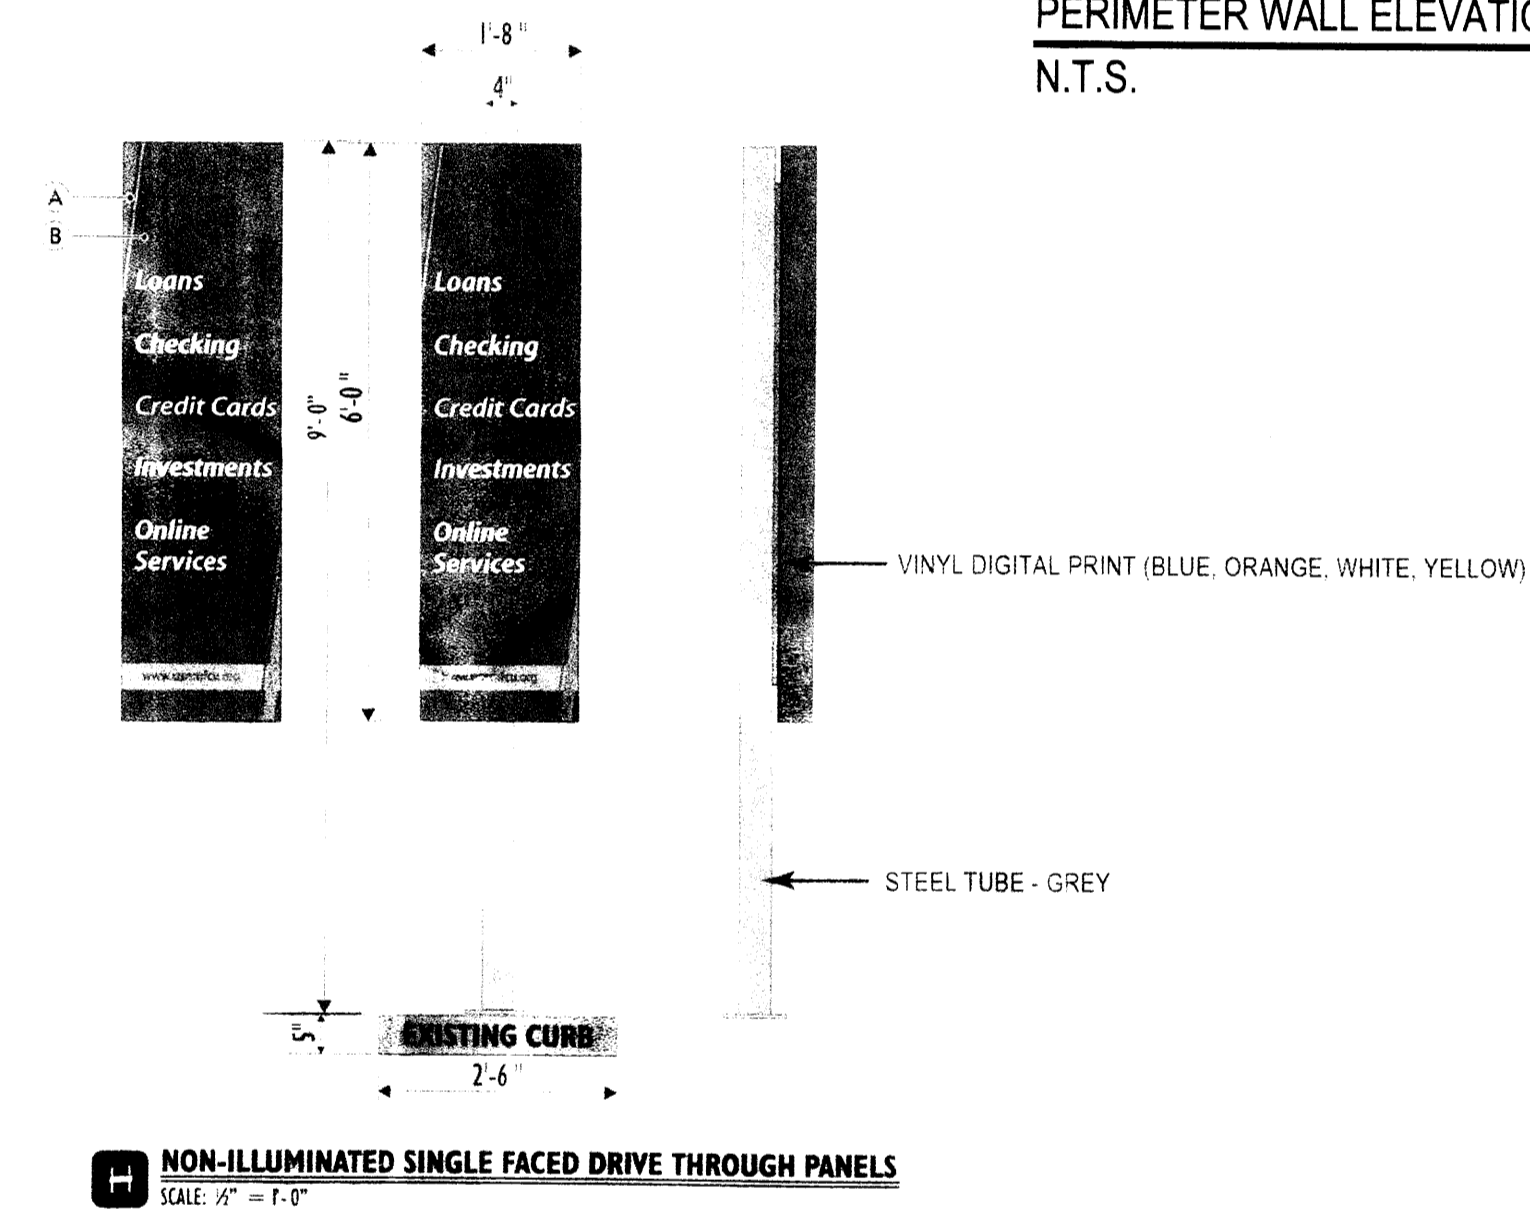 PERIMETER WALL ELEVATIO
N.T.S.
1'-8"
4"
A
B
Loans
Checking
Credit Cards
Investments
Online
Services
9'-0"
6'-0"
Loans
Checking
Credit Cards
Investments
Online
Services
VINYL DIGITAL PRINT (BLUE, ORANGE, WHITE, YELLOW)
STEEL TUBE - GREY
5"
EXISTING CURB
2'-6"
H
NON-ILLUMINATED SINGLE FACED DRIVE THROUGH PANELS
SCALE: ½" = 1'-0"